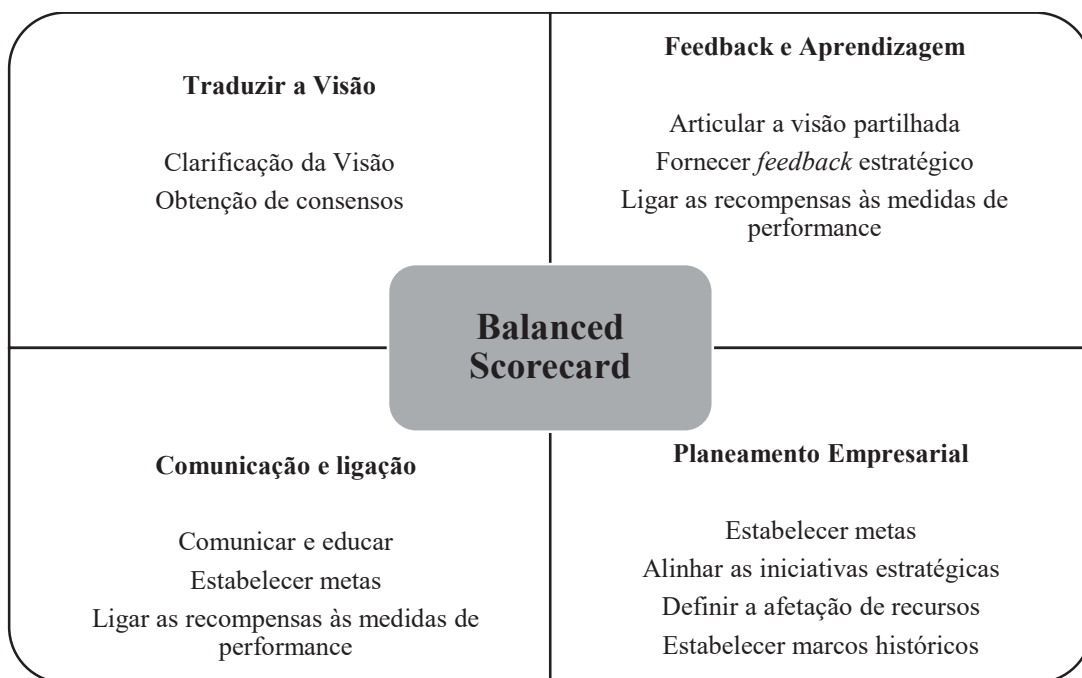 Traduzir a Visão
Clarificação da Visão
Obtenção de consensos
Feedback e Aprendizagem
Articular a visão partilhada
Fornecer feedback estratégico
Ligar as recompensas às medidas de
performance
Balanced
Scorecard
Comunicação e ligação
Comunicar e educar
Estabelecer metas
Ligar as recompensas às medidas de
performance
Planeamento Empresarial
Estabelecer metas
Alinhar as iniciativas estratégicas
Definir a afetação de recursos
Estabelecer marcos históricos